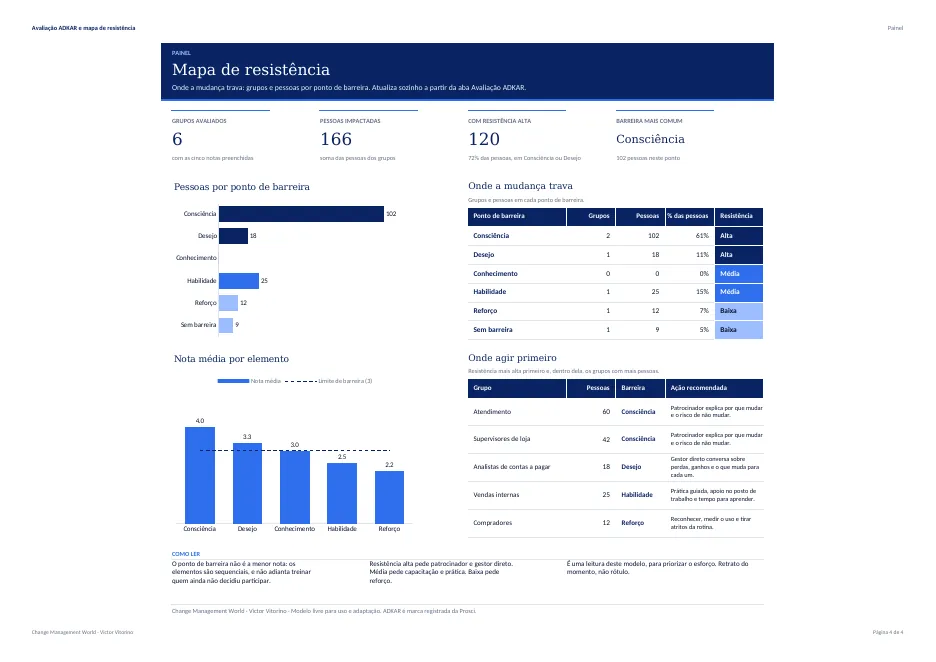 Avaliação ADKAR e mapa de resistência
Painel
PAINEL
Mapa de resistência
Onde a mudança trava: grupos e pessoas por ponto de barreira. Atualiza sozinho a partir da aba Avaliação ADKAR.
GRUPOS AVALIADOS
6
com as cinco notas preenchidas
PESSOAS IMPACTADAS
166
soma das pessoas dos grupos
COM RESISTÊNCIA ALTA
120
72% das pessoas, em Consciência ou Desejo
BARREIRA MAIS COMUM
Consciência
102 pessoas neste ponto
Pessoas por ponto de barreira
Consciência 102
Desejo 18
Conhecimento
Habilidade 25
Reforço 12
Sem barreira 9
Onde a mudança trava
Grupos e pessoas em cada ponto de barreira.
Ponto de barreira Grupos Pessoas % das pessoas Resistência
Consciência 2 102 61% Alta
Desejo 1 18 11% Alta
Conhecimento 0 0 0% Média
Habilidade 1 25 15% Média
Reforço 1 12 7% Baixa
Sem barreira 1 9 5% Baixa
Nota média por elemento
Nota média Limite de barreira (3)
4.0 3.3 3.0 2.5 2.2
Consciência Desejo Conhecimento Habilidade Reforço
Onde agir primeiro
Resistência mais alta primeiro e, dentro dela, os grupos com mais pessoas.
Grupo Pessoas Barreira Ação recomendada
Atendimento 60 Consciência Patrocinador explica por que mudar
e o risco de não mudar.
Supervisores de loja 42 Consciência Patrocinador explica por que mudar
e o risco de não mudar.
Analistas de contas a pagar 18 Desejo Gestor direto conversa sobre
perdas, ganhos e o que muda para
cada um.
Vendas internas 25 Habilidade Prática guiada, apoio no posto de
trabalho e tempo para aprender.
Compradores 12 Reforço Reconhecer, medir o uso e tirar
atritos da rotina.
COMO LER
O ponto de barreira não é a menor nota: os
elementos são sequenciais, e não adianta treinar
quem ainda não decidiu participar.
Resistência alta pede patrocinador e gestor direto.
Média pede capacitação e prática. Baixa pede
reforço.
É uma leitura deste modelo, para priorizar o esforço. Retrato do
momento, não rótulo.
Change Management World · Victor Vitorino · Modelo livre para uso e adaptação. ADKAR é marca registrada da Prosci.
Change Management World · Victor Vitorino
Página 4 de 4